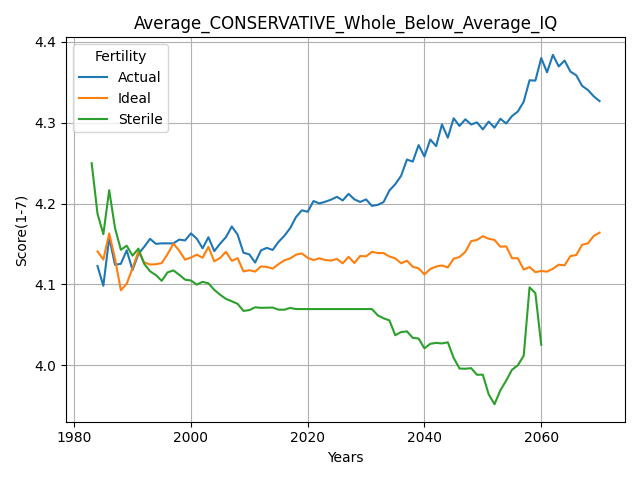 Average_CONSERVATIVE_Whole_Below_Average_IQ
Fertility
Actual
Ideal
Sterile
Score(1-7)
4.4
4.3
4.2
4.1
4.0
1980
2000
2020
2040
2060
Years